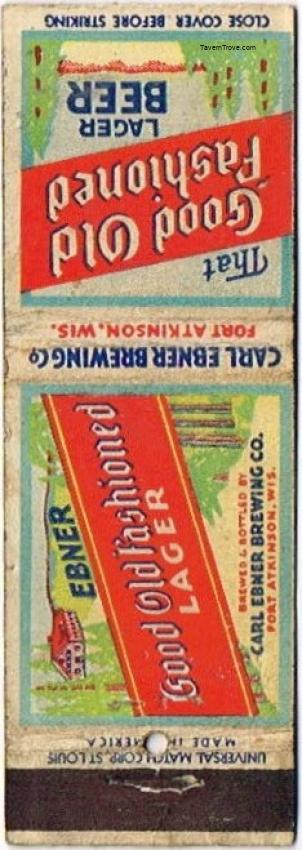 TavernTrove.com
CLOSE COVER BEFORE STRIKING
That
Good Old
Fashioned
LAGER
BEER
CARL EBNER BREWING Co
FORT ATKINSON, WIS.
EBNER
Good Old Fashioned
LAGER
BREWED & BOTTLED BY
CARL EBNER BREWING CO.
FORT ATKINSON, WIS.
UNIVERSAL MATCH CORP., ST. LOUIS
MADE IN AMERICA